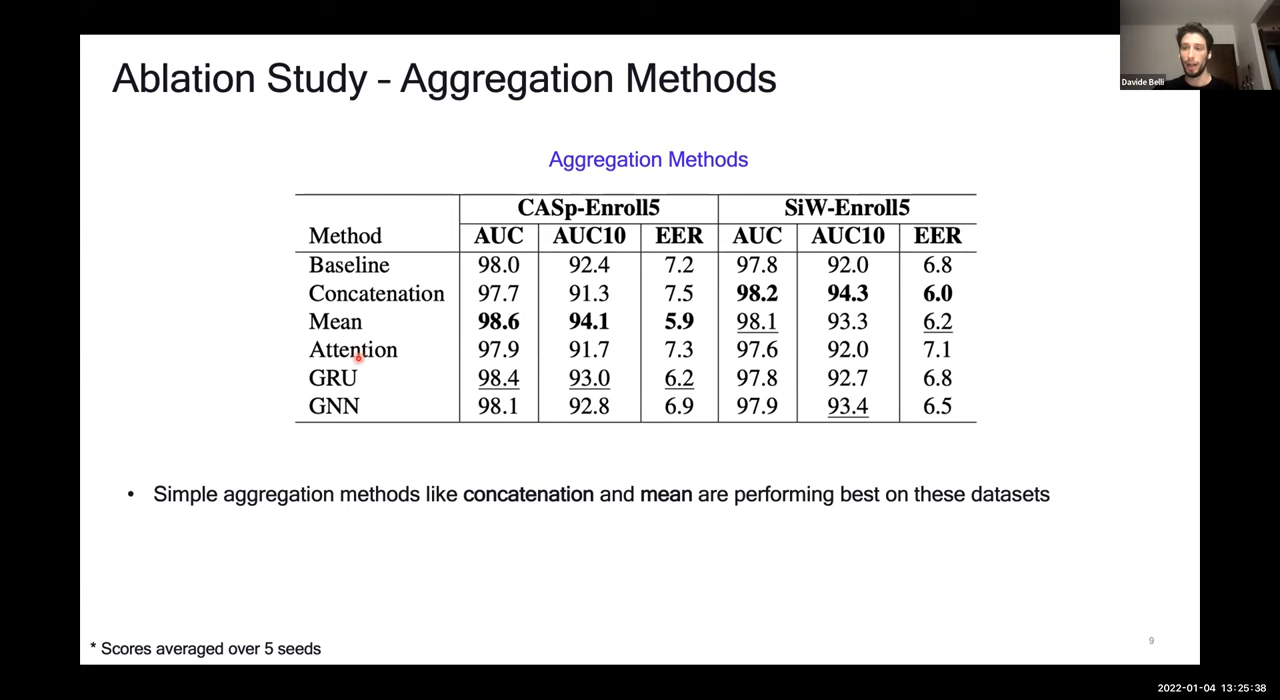 Ablation Study - Aggregation Methods
Davide Belli
Aggregation Methods
CASp-Enroll5 SiW-Enroll5
Method AUC AUC10 EER AUC AUC10 EER
Baseline 98.0 92.4 7.2 97.8 92.0 6.8
Concatenation 97.7 91.3 7.5 98.2 94.3 6.0
Mean 98.6 94.1 5.9 98.1 93.3 6.2
Attention 97.9 91.7 7.3 97.6 92.0 7.1
GRU 98.4 93.0 6.2 97.8 92.7 6.8
GNN 98.1 92.8 6.9 97.9 93.4 6.5
• Simple aggregation methods like concatenation and mean are performing best on these datasets
* Scores averaged over 5 seeds
9
2022-01-04 13:25:38